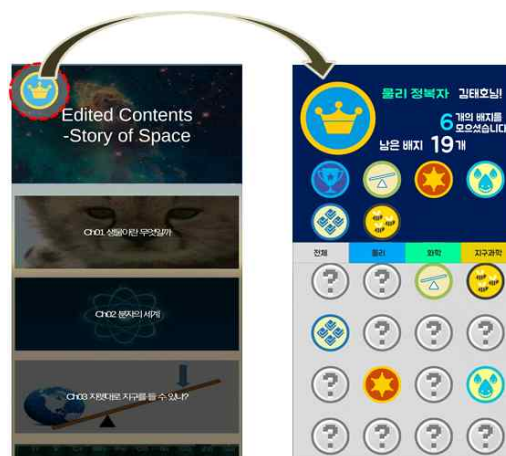 Edited Contents
-Story of Space
Ch01 생태이란 무엇일까
Ch02 분자의 세계
Ch03 지렛대로 지구를 들 수 있나?
물리 정복자 김태호님!
6 개의 배지를
모으셨습니다
남은 배지 19개
전체 물리 화학 지구과학
? ?
? ? ?
? ?
? ? ? ?